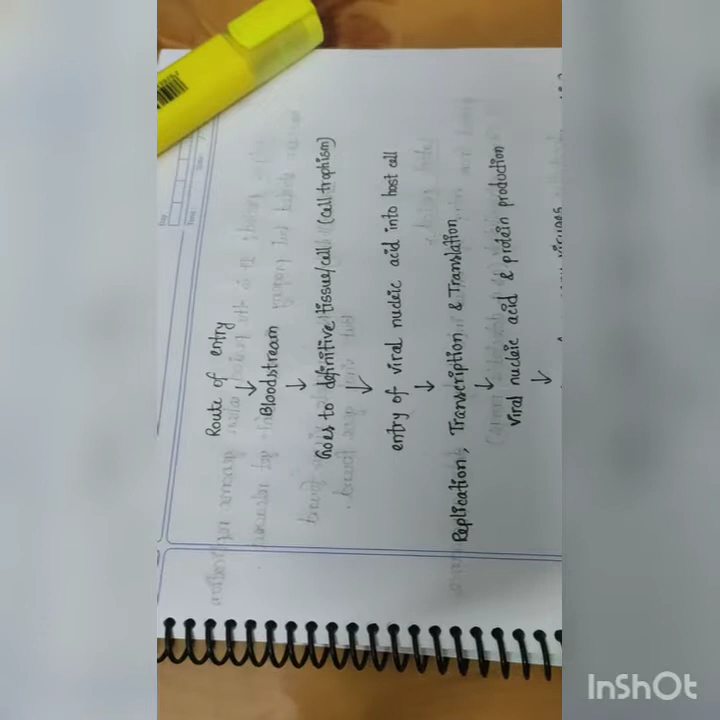 Route of entry
↓
Bloodstream
↓
Goes to definitive tissue/cell (cell trophism)
↓
entry of viral nucleic acid into host cell
↓
Replication, Transcription & Translation
↓
Viral nucleic acid & protein production
↓
InShOt